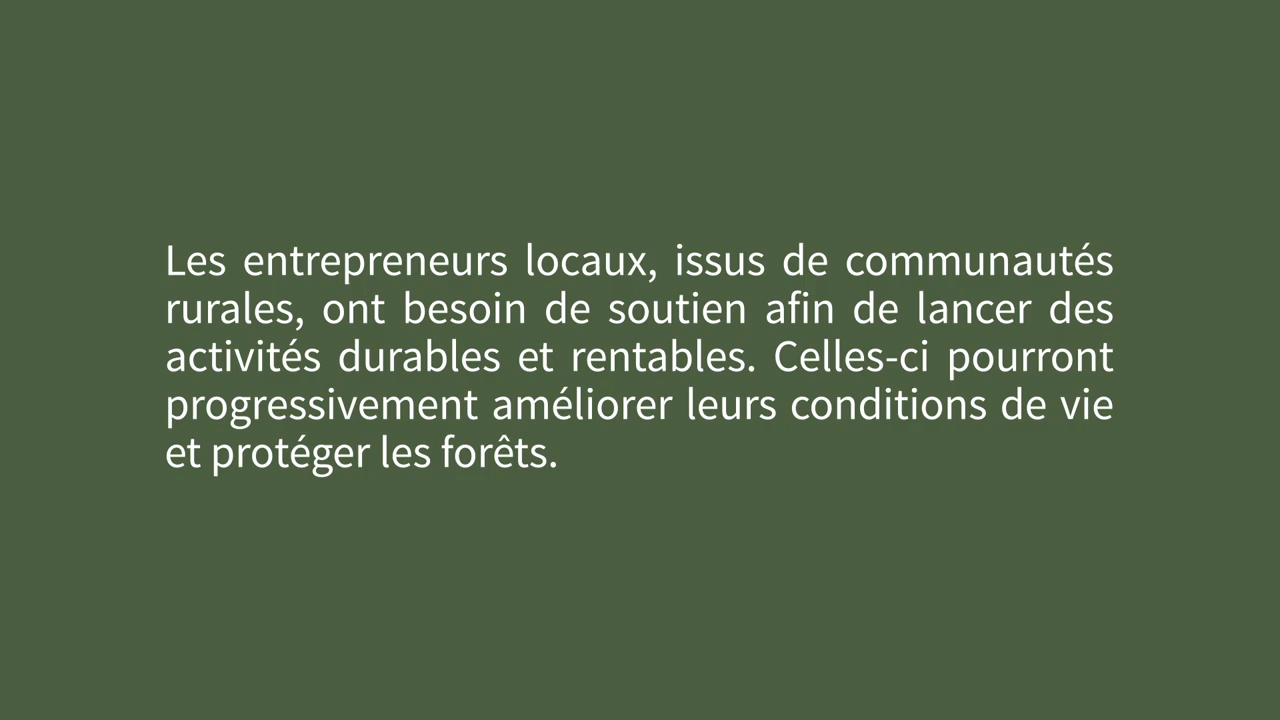 Les entrepreneurs locaux, issus de communautés
rurales, ont besoin de soutien afin de lancer des
activités durables et rentables. Celles-ci pourront
progressivement améliorer leurs conditions de vie
et protéger les forêts.